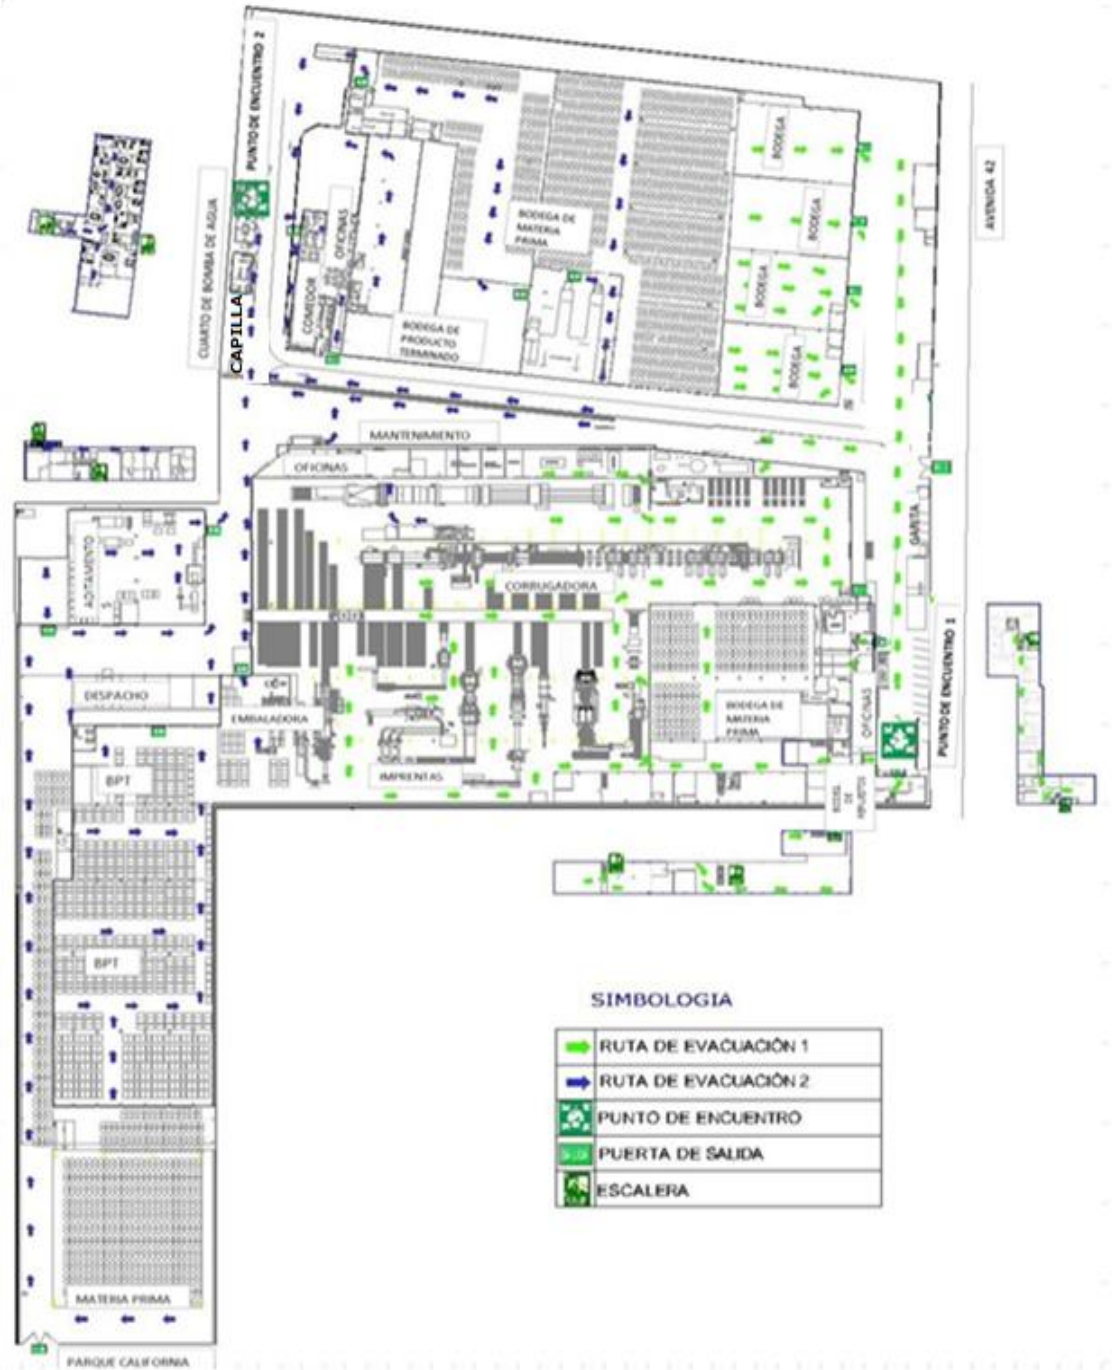 PUNTO DE ENCUENTRO 2
CUARTO DE BOMBA DE AGUA
CAPILLA
COMEDOR
OFICINAS
BODEGA DE
MATERIA
PRIMA
BODEGA DE
PRODUCTO
TERMINADO
BODEGA
BODEGA
BODEGA
BODEGA
AVENIDA 42
MANTENIMIENTO
OFICINAS
GARITA
ADITAMENTO
CORRUGADORA
DESPACHO
EMBALADORA
IMPRENTAS
BODEGA DE
MATERIA
PRIMA
OFICINAS
PUNTO DE ENCUENTRO 1
DE
REPUESTOS
BPT
BPT
MATERIA PRIMA
PARQUE CALIFORNIA
SIMBOLOGIA
RUTA DE EVACUACIÓN 1
RUTA DE EVACUACIÓN 2
PUNTO DE ENCUENTRO
PUERTA DE SALIDA
ESCALERA